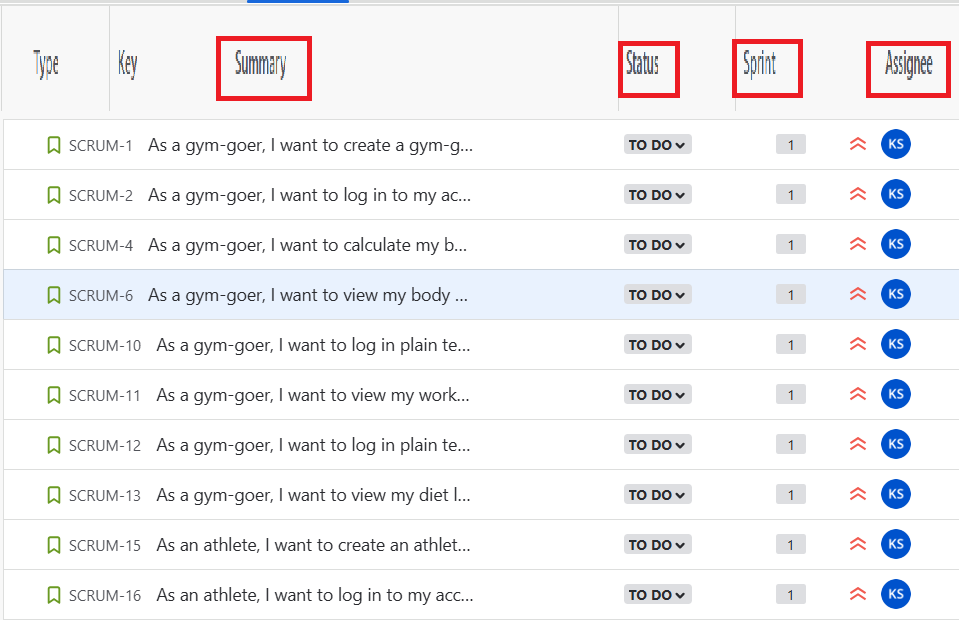 Type Key Summary Status Sprint Assignee
SCRUM-1 As a gym-goer, I want to create a gym-g... TO DO 1 KS
SCRUM-2 As a gym-goer, I want to log in to my ac... TO DO 1 KS
SCRUM-4 As a gym-goer, I want to calculate my b... TO DO 1 KS
SCRUM-6 As a gym-goer, I want to view my body ... TO DO 1 KS
SCRUM-10 As a gym-goer, I want to log in plain te... TO DO 1 KS
SCRUM-11 As a gym-goer, I want to view my work... TO DO 1 KS
SCRUM-12 As a gym-goer, I want to log in plain te... TO DO 1 KS
SCRUM-13 As a gym-goer, I want to view my diet l... TO DO 1 KS
SCRUM-15 As an athlete, I want to create an athlet... TO DO 1 KS
SCRUM-16 As an athlete, I want to log in to my acc... TO DO 1 KS